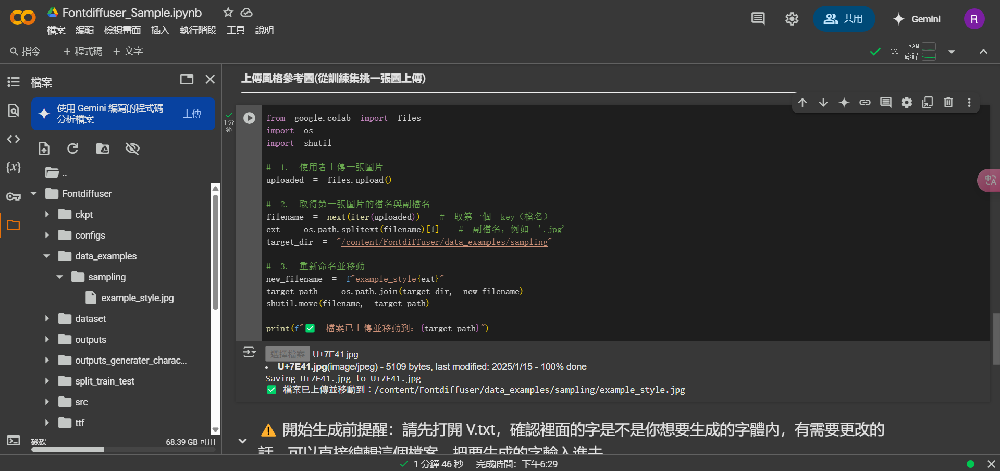 Fontdiffuser_Sample.ipynb
檔案 編輯 檢視畫面 插入 執行階段 工具 說明
共用
Gemini
R
指令
+ 程式碼 + 文字
T4
RAM
磁碟
檔案
使用 Gemini 編寫的程式碼
分析檔案
上傳
..
Fontdiffuser
ckpt
configs
data_examples
sampling
example_style.jpg
dataset
outputs
outputs_generater_charac...
split_train_test
src
ttf
磁碟
68.39 GB 可用
上傳風格參考圖(從訓練集挑一張圖上傳)
1 分
鐘
from google.colab import files
import os
import shutil
# 1. 使用者上傳一張圖片
uploaded = files.upload()
# 2. 取得第一張圖片的檔名與副檔名
filename = next(iter(uploaded)) # 取第一個 key（檔名）
ext = os.path.splitext(filename)[1] # 副檔名，例如 '.jpg'
target_dir = "/content/Fontdiffuser/data_examples/sampling"
# 3. 重新命名並移動
new_filename = f"example_style{ext}"
target_path = os.path.join(target_dir, new_filename)
shutil.move(filename, target_path)
print(f"✅ 檔案已上傳並移動到：{target_path}")
選擇檔案 U+7E41.jpg
• U+7E41.jpg(image/jpeg) - 5109 bytes, last modified: 2025/1/15 - 100% done
Saving U+7E41.jpg to U+7E41.jpg
✅ 檔案已上傳並移動到：/content/Fontdiffuser/data_examples/sampling/example_style.jpg
⚠️ 開始生成前提醒：請先打開 V.txt，確認裡面的字是不是你想要生成的字體內，有需要更改的
話，可以直接編輯這個檔案，把要生成的字輸入進去
1 分鐘 46 秒 完成時間：下午6:29